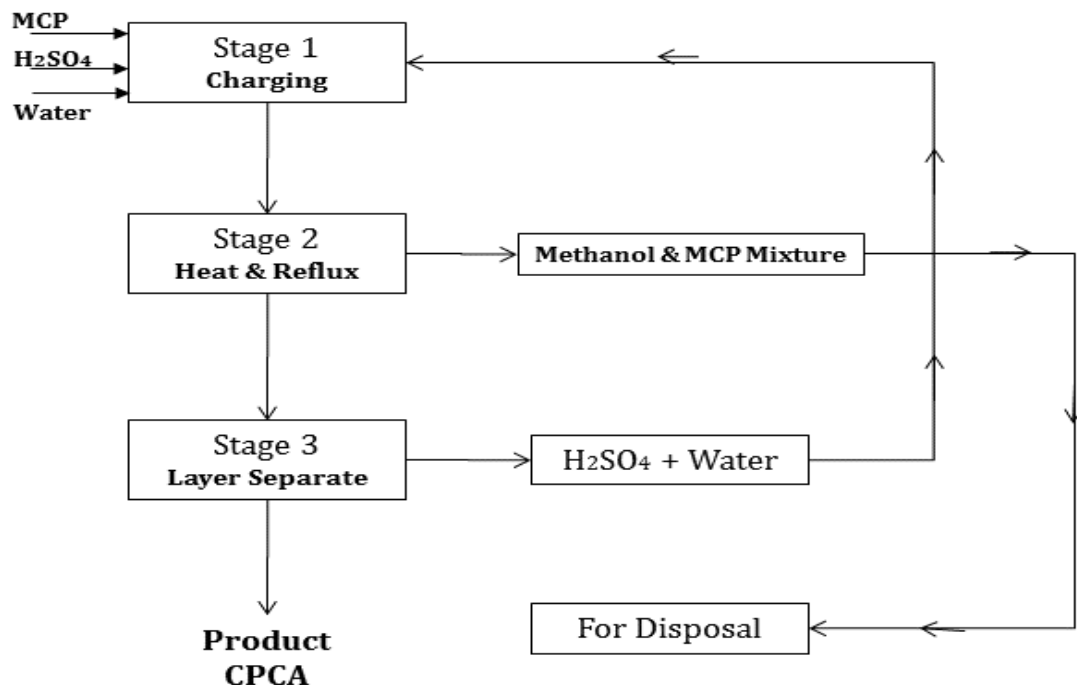 MCP
H₂SO₄
Water
Stage 1
Charging
Stage 2
Heat & Reflux
Methanol & MCP Mixture
Stage 3
Layer Separate
H₂SO₄ + Water
Product
CPCA
For Disposal